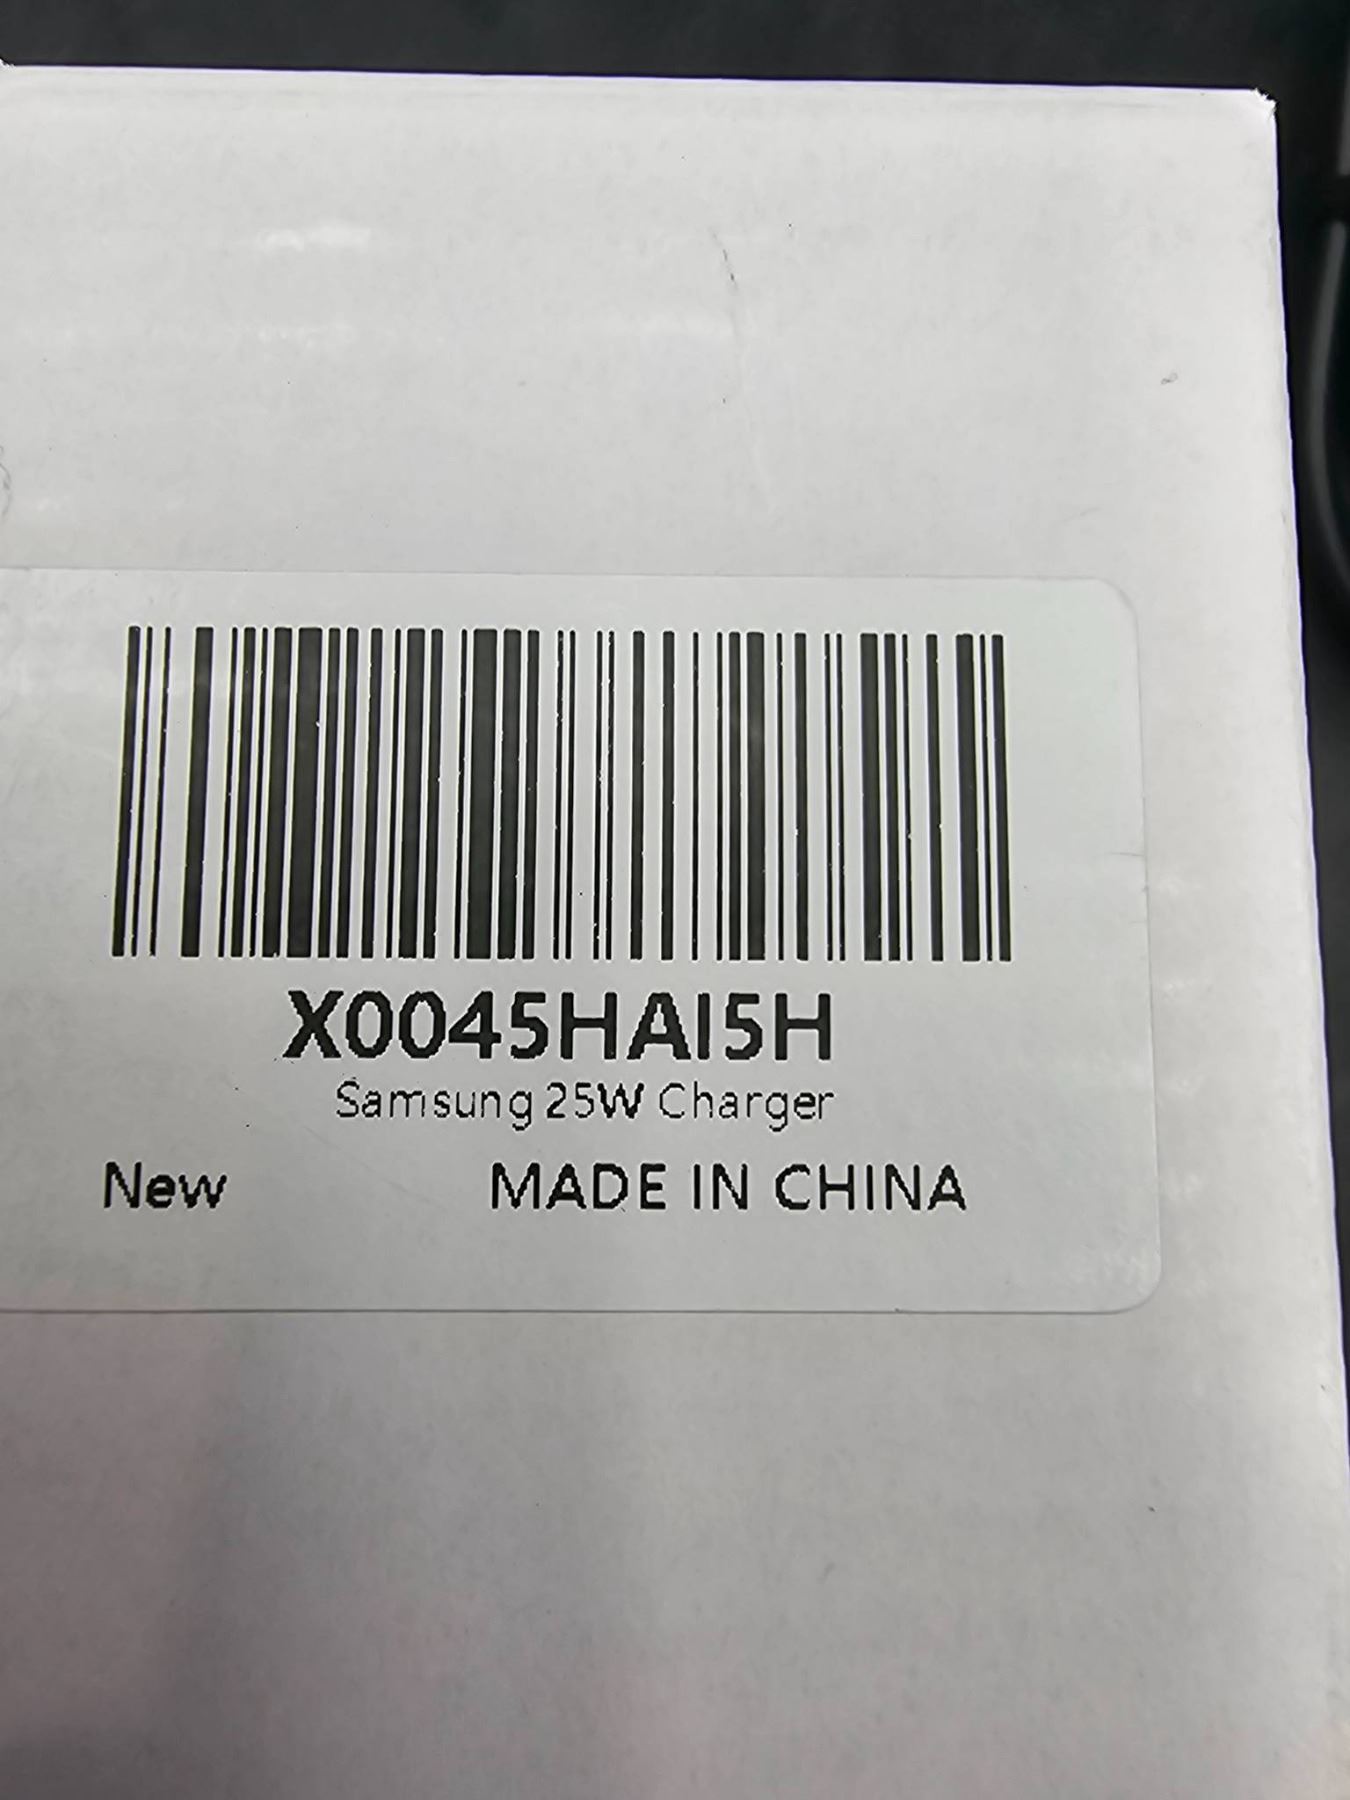 X0045HAI5H
Samsung 25W Charger
New MADE IN CHINA